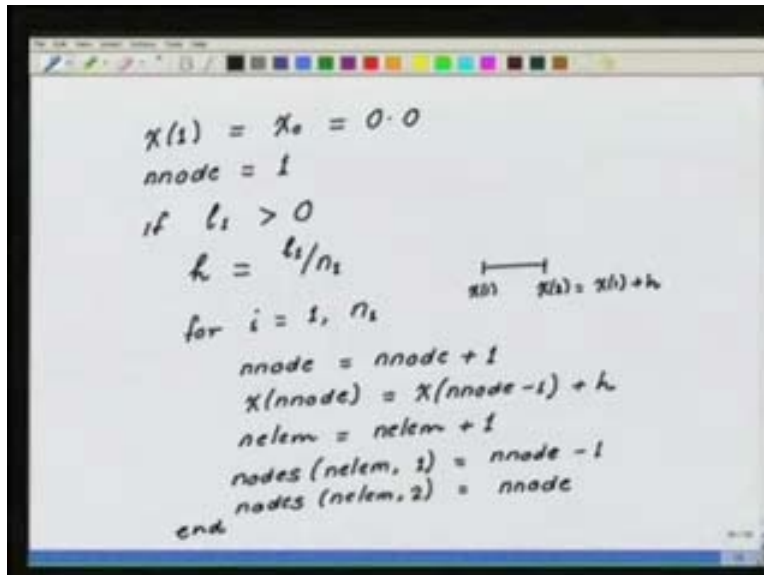 x(1) = x₀ = 0.0
nnode = 1
if l₁ > 0
h = l₁/n₁
x(1) x(2) = x(1) + h
for i = 1, n₁
nnode = nnode + 1
x(nnode) = x(nnode - 1) + h
nelem = nelem + 1
nodes (nelem, 1) = nnode - 1
nodes (nelem, 2) = nnode
end